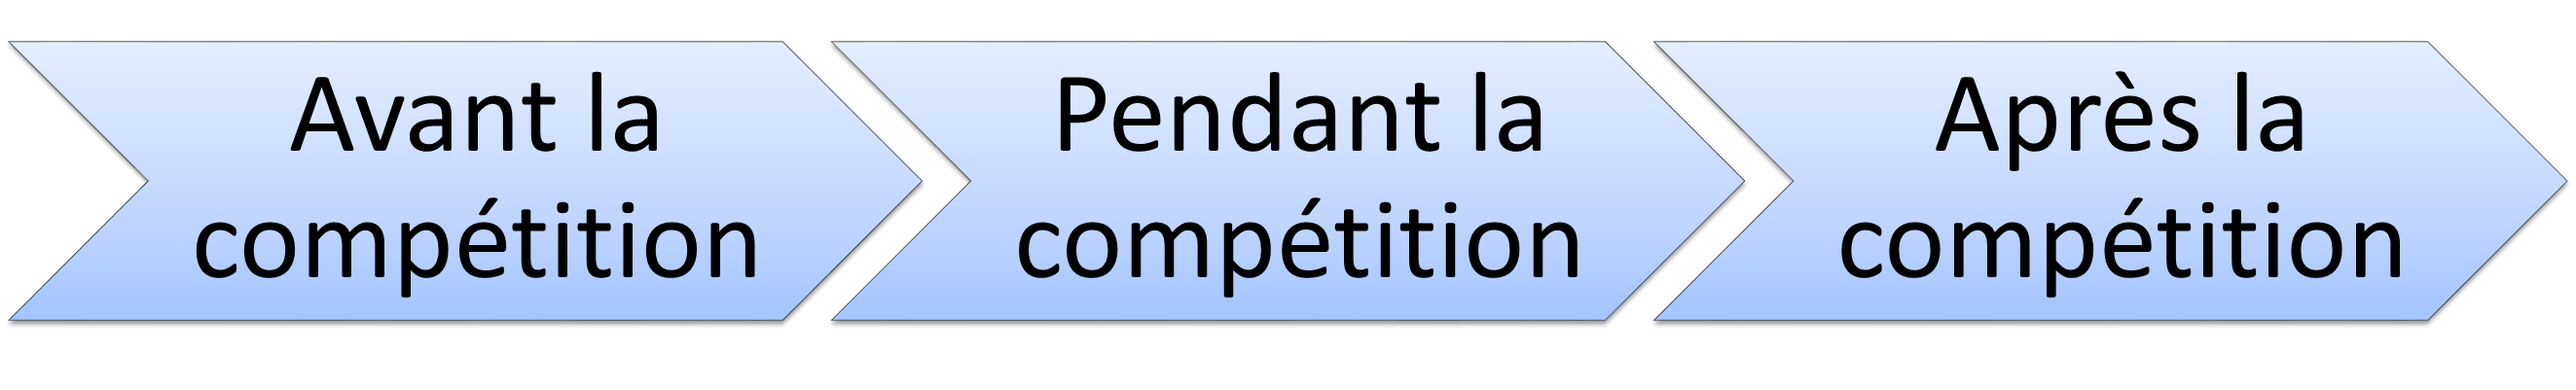 Avant la
compétition
Pendant la
compétition
Après la
compétition